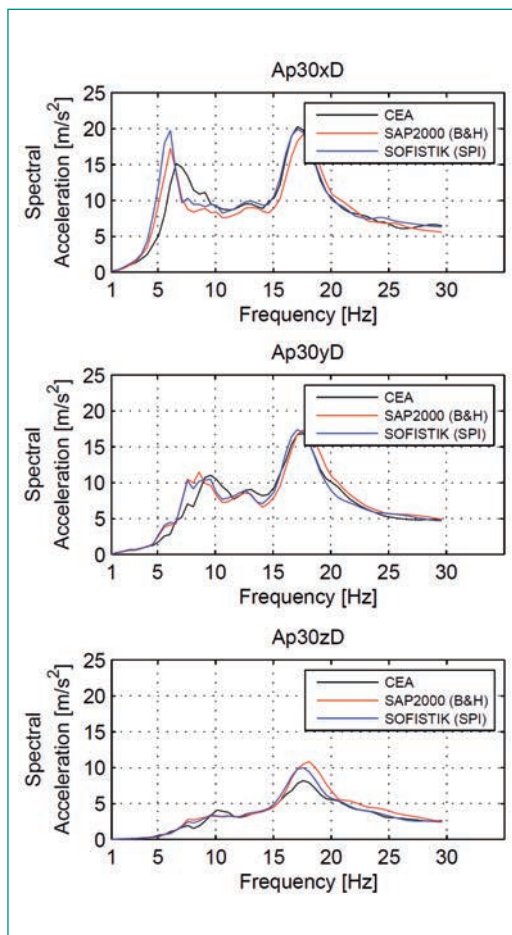 Ap30xD
25
20
15
10
5
0
Spectral
Acceleration [m/s²]
CEA
SAP2000 (B&H)
SOFISTIK (SPI)
1 5 10 15 20 25 30
Frequency [Hz]
Ap30yD
25
20
15
10
5
0
Spectral
Acceleration [m/s²]
CEA
SAP2000 (B&H)
SOFISTIK (SPI)
1 5 10 15 20 25 30
Frequency [Hz]
Ap30zD
25
20
15
10
5
0
Spectral
Acceleration [m/s²]
CEA
SAP2000 (B&H)
SOFISTIK (SPI)
1 5 10 15 20 25 30
Frequency [Hz]